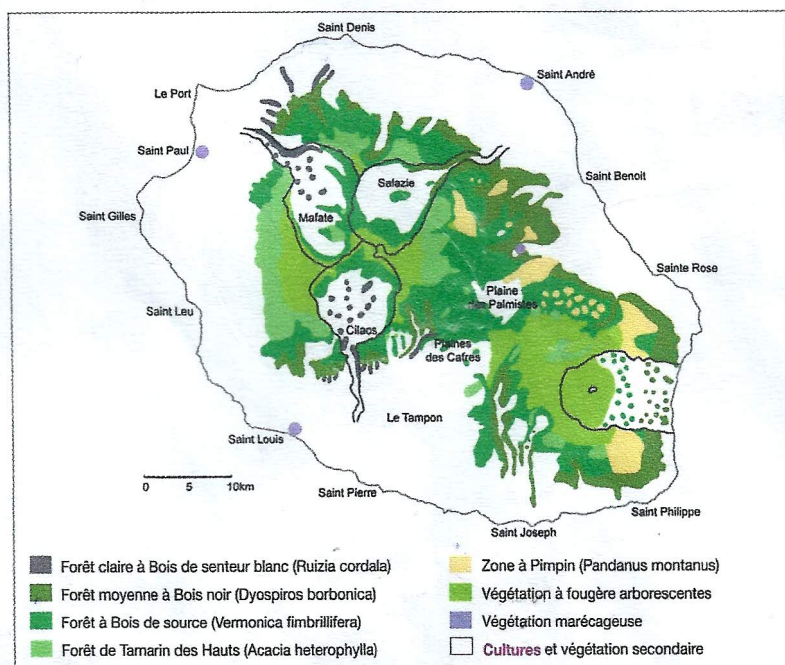 Saint Denis
Saint André
Le Port
Saint Paul
Saint Benoit
Salazie
Mafate
Saint Gilles
Sainte Rose
Plaine
des Palmistes
Saint Leu
Cilaos
Plaines
des Cafres
Le Tampon
Saint Louis
0 5 10km
Saint Pierre
Saint Philippe
Saint Joseph
Forêt claire à Bois de senteur blanc (Ruizia cordala)
Forêt moyenne à Bois noir (Dyospiros borbonica)
Forêt à Bois de source (Vermonica fimbrillifera)
Forêt de Tamarin des Hauts (Acacia heterophylla)
Zone à Pimpin (Pandanus montanus)
Végétation à fougère arborescentes
Végétation marécageuse
Cultures et végétation secondaire